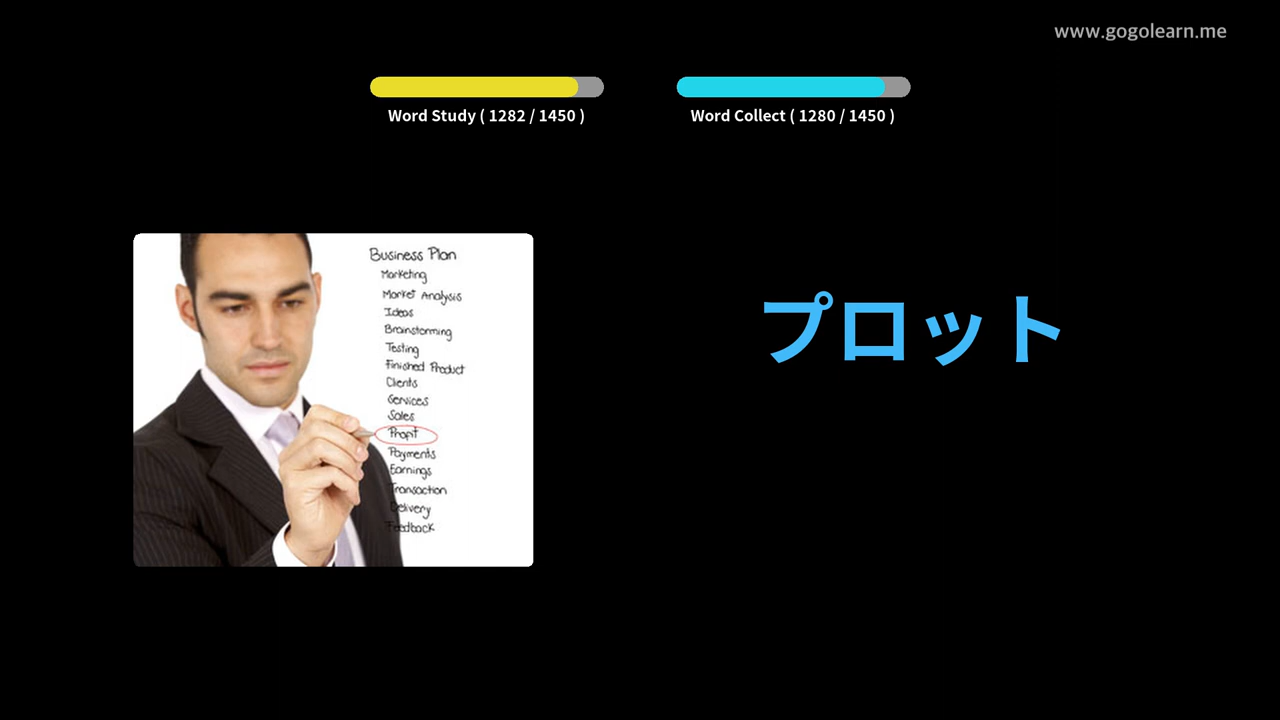 www.gogolearn.me
Word Study ( 1282 / 1450 )
Word Collect ( 1280 / 1450 )
Business Plan
Marketing
Market Analysis
Ideas
Brainstorming
Testing
Finished Product
Clients
Services
Sales
Profit
Payments
Earnings
Transaction
Delivery
Feedback
プロット